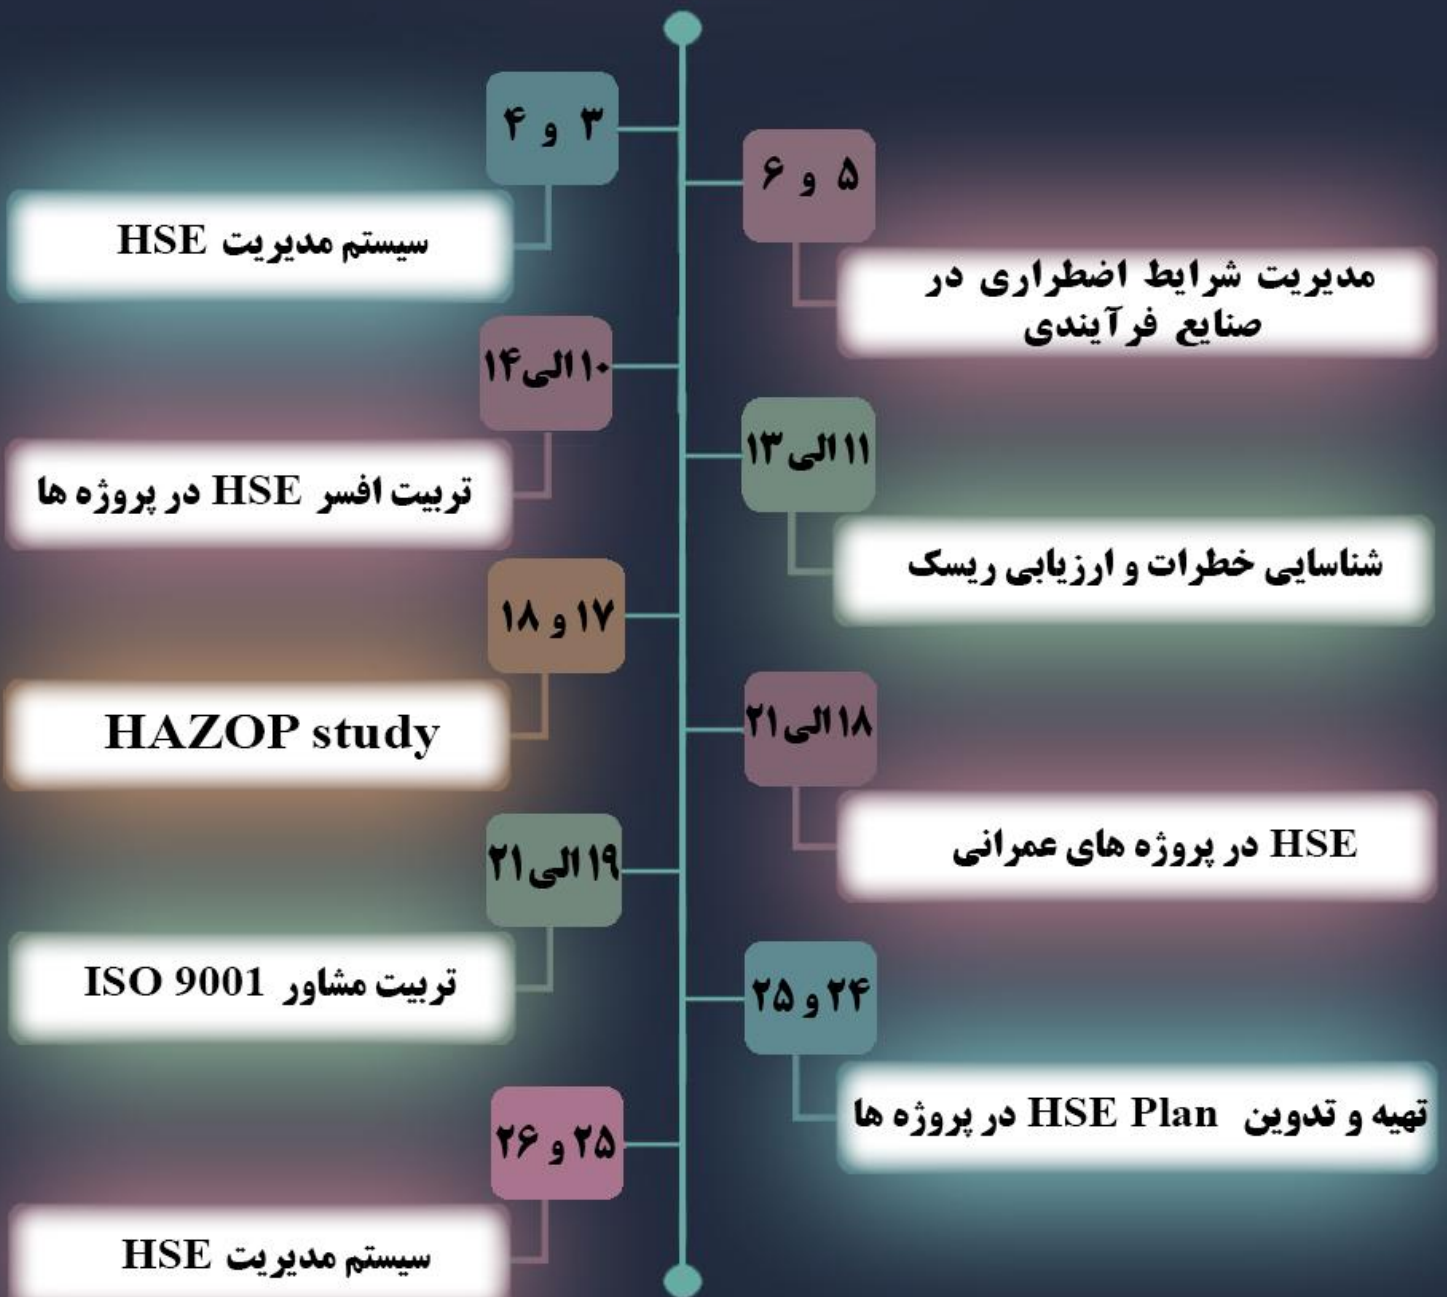 ۳ و ۴
سیستم مدیریت HSE
۵ و ۶
مدیریت شرایط اضطراری در
صنایع فرآیندی
۱۰ الی ۱۴
تربیت افسر HSE در پروژه ها
۱۱ الی ۱۳
شناسایی خطرات و ارزیابی ریسک
۱۷ و ۱۸
HAZOP study
۱۸ الی ۲۱
HSE در پروژه های عمرانی
۱۹ الی ۲۱
تربیت مشاور ISO 9001
۲۴ و ۲۵
تهیه و تدوین HSE Plan در پروژه ها
۲۵ و ۲۶
سیستم مدیریت HSE